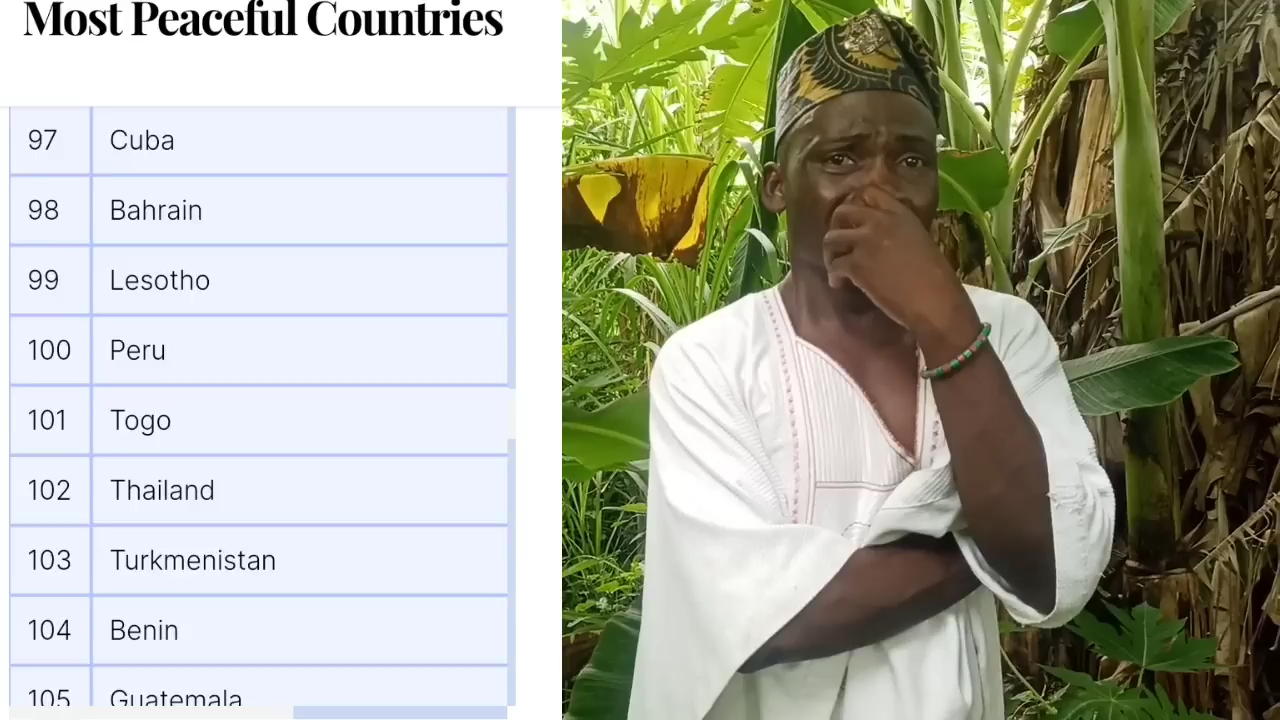 Most Peaceful Countries
97 Cuba
98 Bahrain
99 Lesotho
100 Peru
101 Togo
102 Thailand
103 Turkmenistan
104 Benin
105 Guatemala